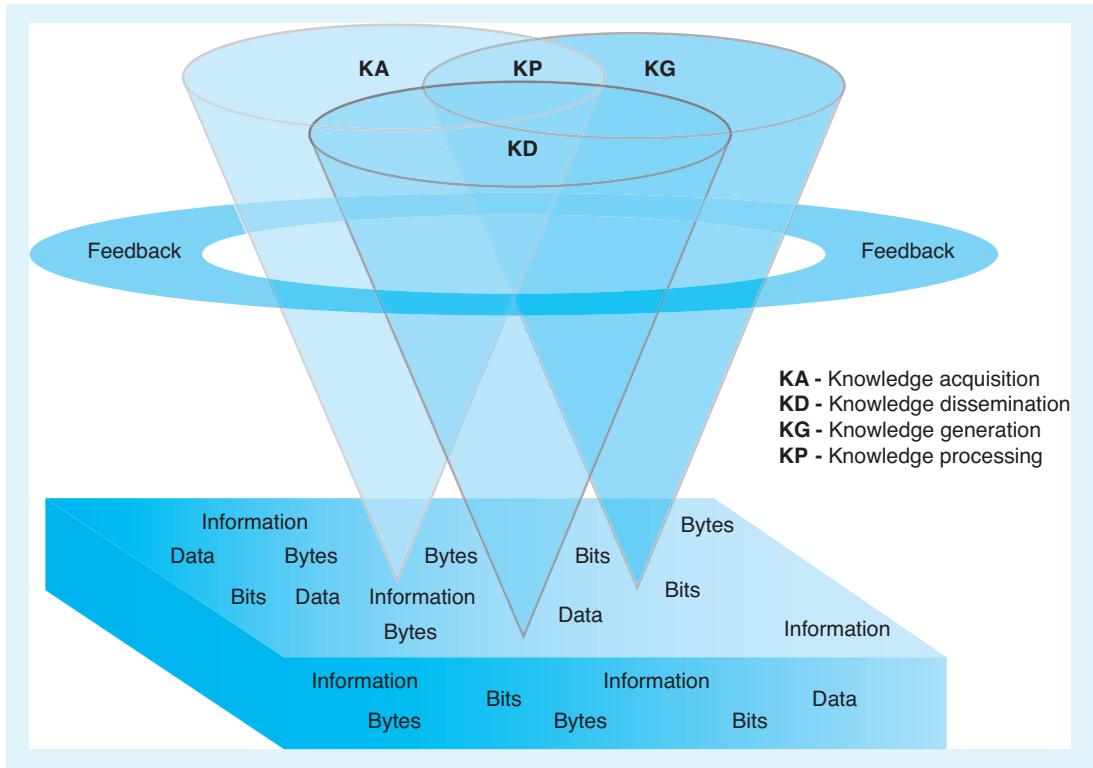 KA KP KG
KD
Feedback Feedback
KA - Knowledge acquisition
KD - Knowledge dissemination
KG - Knowledge generation
KP - Knowledge processing
Information Bytes
Data Bytes Bytes Bits
Bits Data Information Bits
Bytes Data Information
Information Bits Information Data
Bytes Bytes Bits